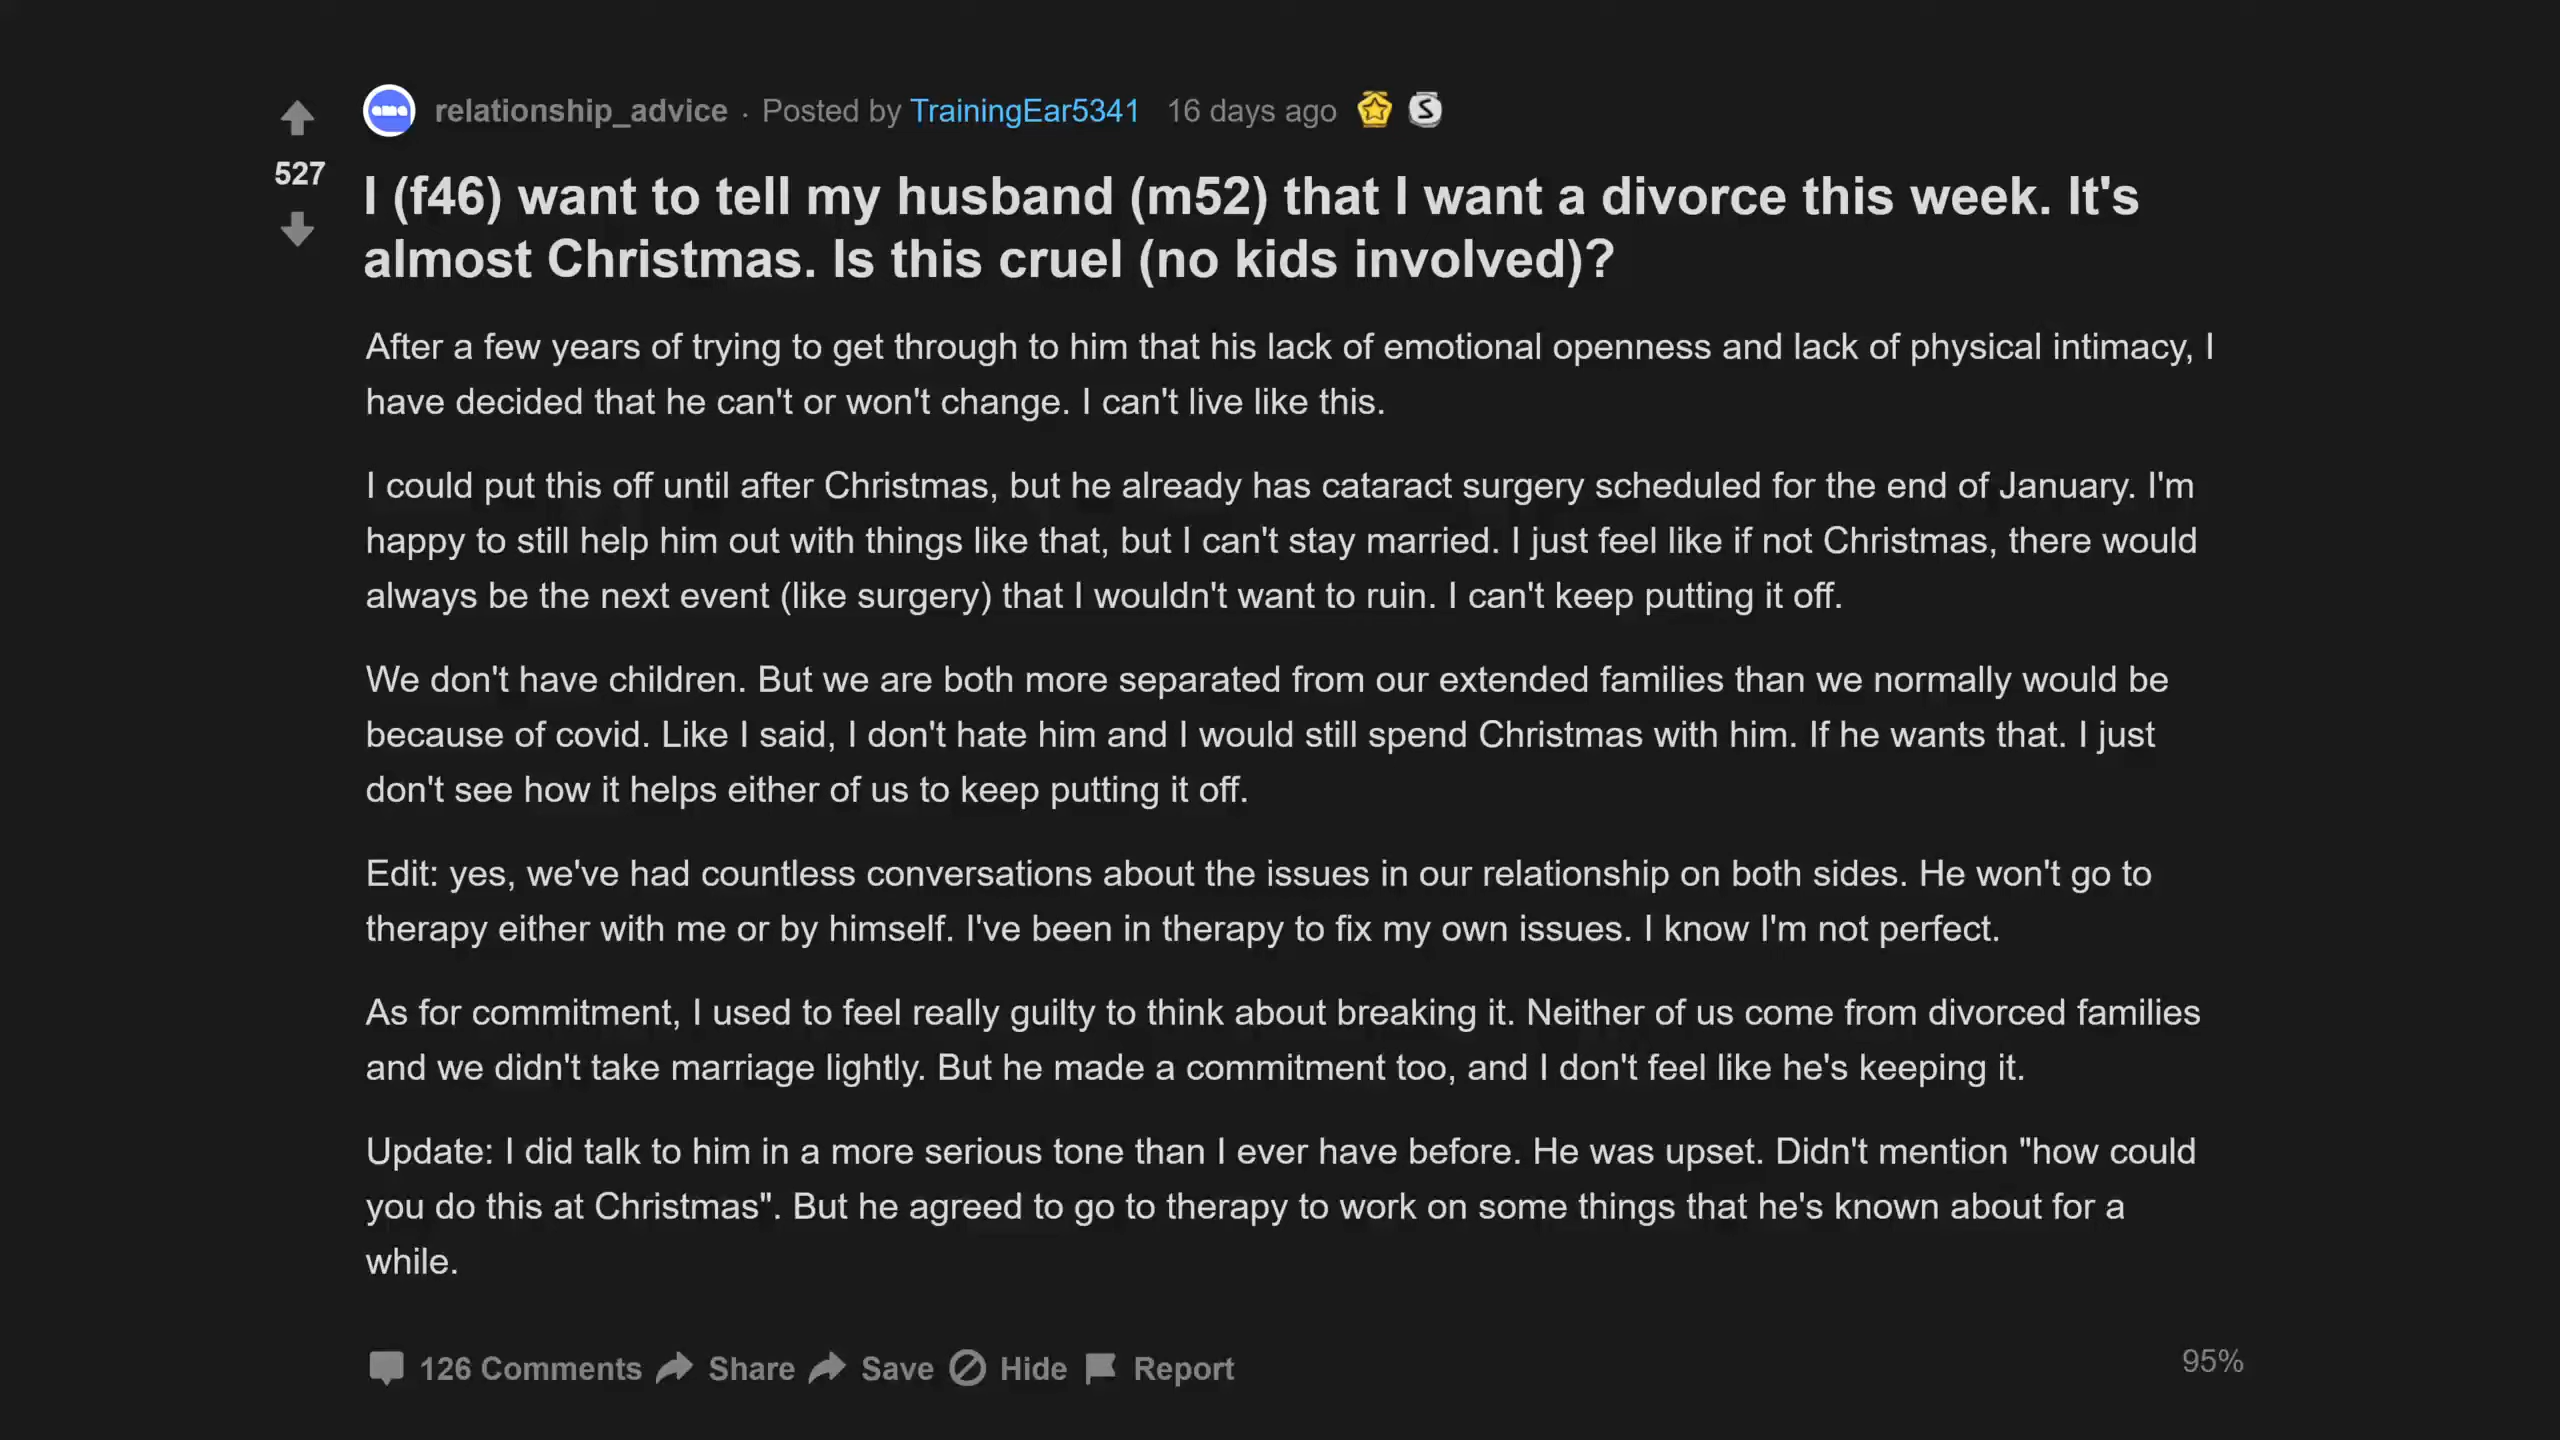 relationship_advice · Posted by TrainingEar5341 16 days ago
527
I (f46) want to tell my husband (m52) that I want a divorce this week. It's
almost Christmas. Is this cruel (no kids involved)?
After a few years of trying to get through to him that his lack of emotional openness and lack of physical intimacy, I
have decided that he can't or won't change. I can't live like this.
I could put this off until after Christmas, but he already has cataract surgery scheduled for the end of January. I'm
happy to still help him out with things like that, but I can't stay married. I just feel like if not Christmas, there would
always be the next event (like surgery) that I wouldn't want to ruin. I can't keep putting it off.
We don't have children. But we are both more separated from our extended families than we normally would be
because of covid. Like I said, I don't hate him and I would still spend Christmas with him. If he wants that. I just
don't see how it helps either of us to keep putting it off.
Edit: yes, we've had countless conversations about the issues in our relationship on both sides. He won't go to
therapy either with me or by himself. I've been in therapy to fix my own issues. I know I'm not perfect.
As for commitment, I used to feel really guilty to think about breaking it. Neither of us come from divorced families
and we didn't take marriage lightly. But he made a commitment too, and I don't feel like he's keeping it.
Update: I did talk to him in a more serious tone than I ever have before. He was upset. Didn't mention "how could
you do this at Christmas". But he agreed to go to therapy to work on some things that he's known about for a
while.
126 Comments Share Save Hide Report
95%